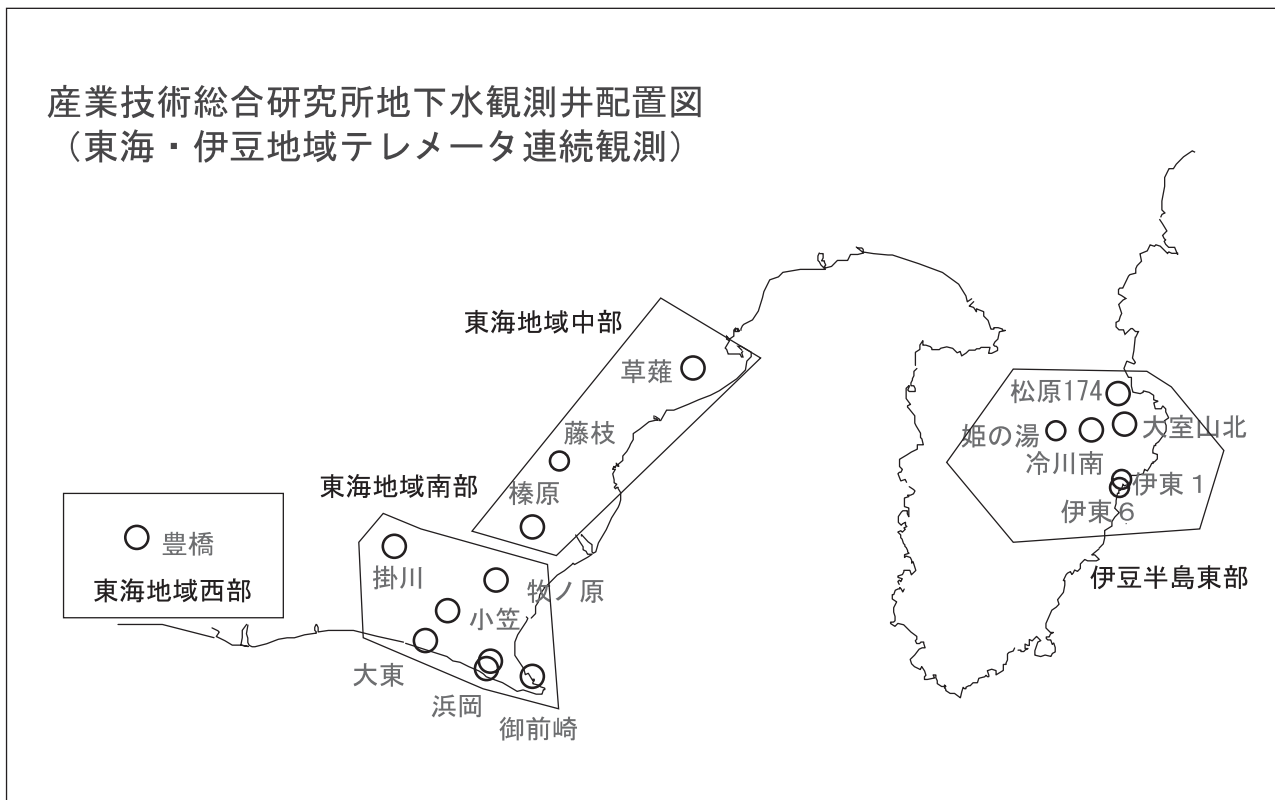 産業技術総合研究所地下水観測井配置図
（東海・伊豆地域テレメータ連続観測）
東海地域中部
草薙
藤枝
榛原
東海地域南部
掛川
牧ノ原
小笠
大東
浜岡
御前崎
豊橋
東海地域西部
松原174
姫の湯
大室山北
冷川南
伊東１
伊東６
伊豆半島東部